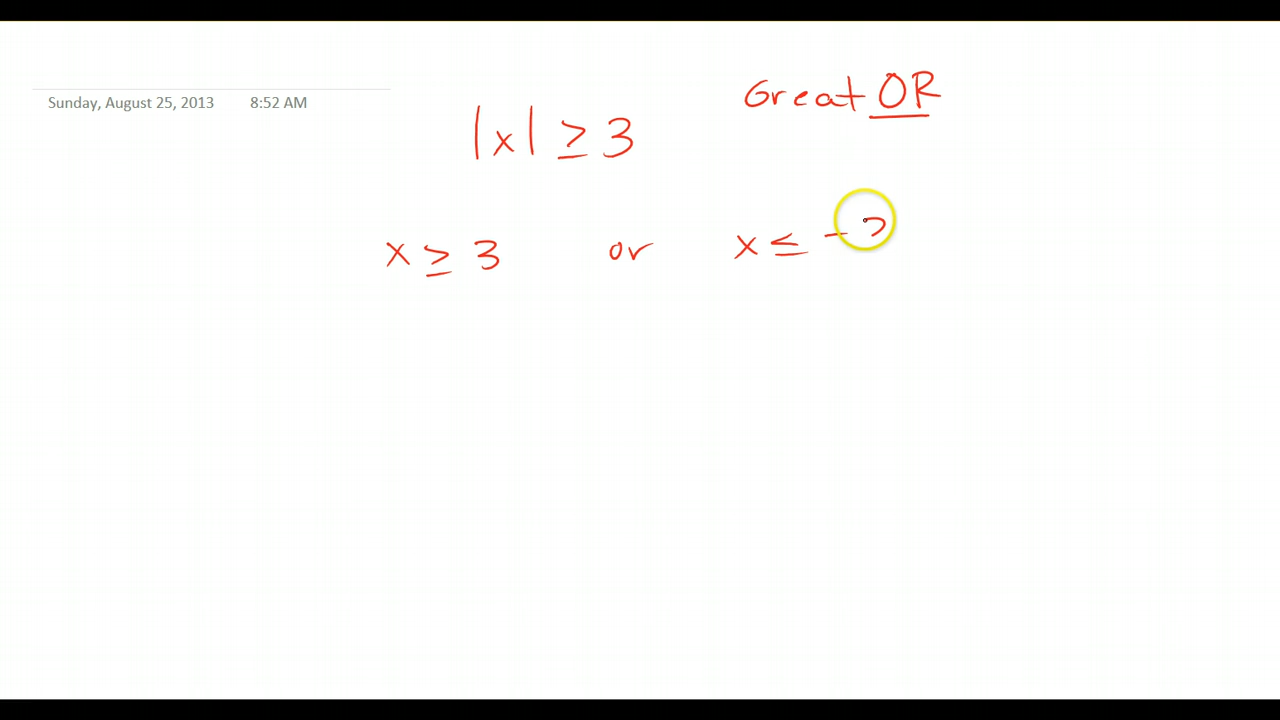 Great OR
Sunday, August 25, 2013 8:52 AM
|x| ≥ 3
x ≥ 3 or x ≤ -